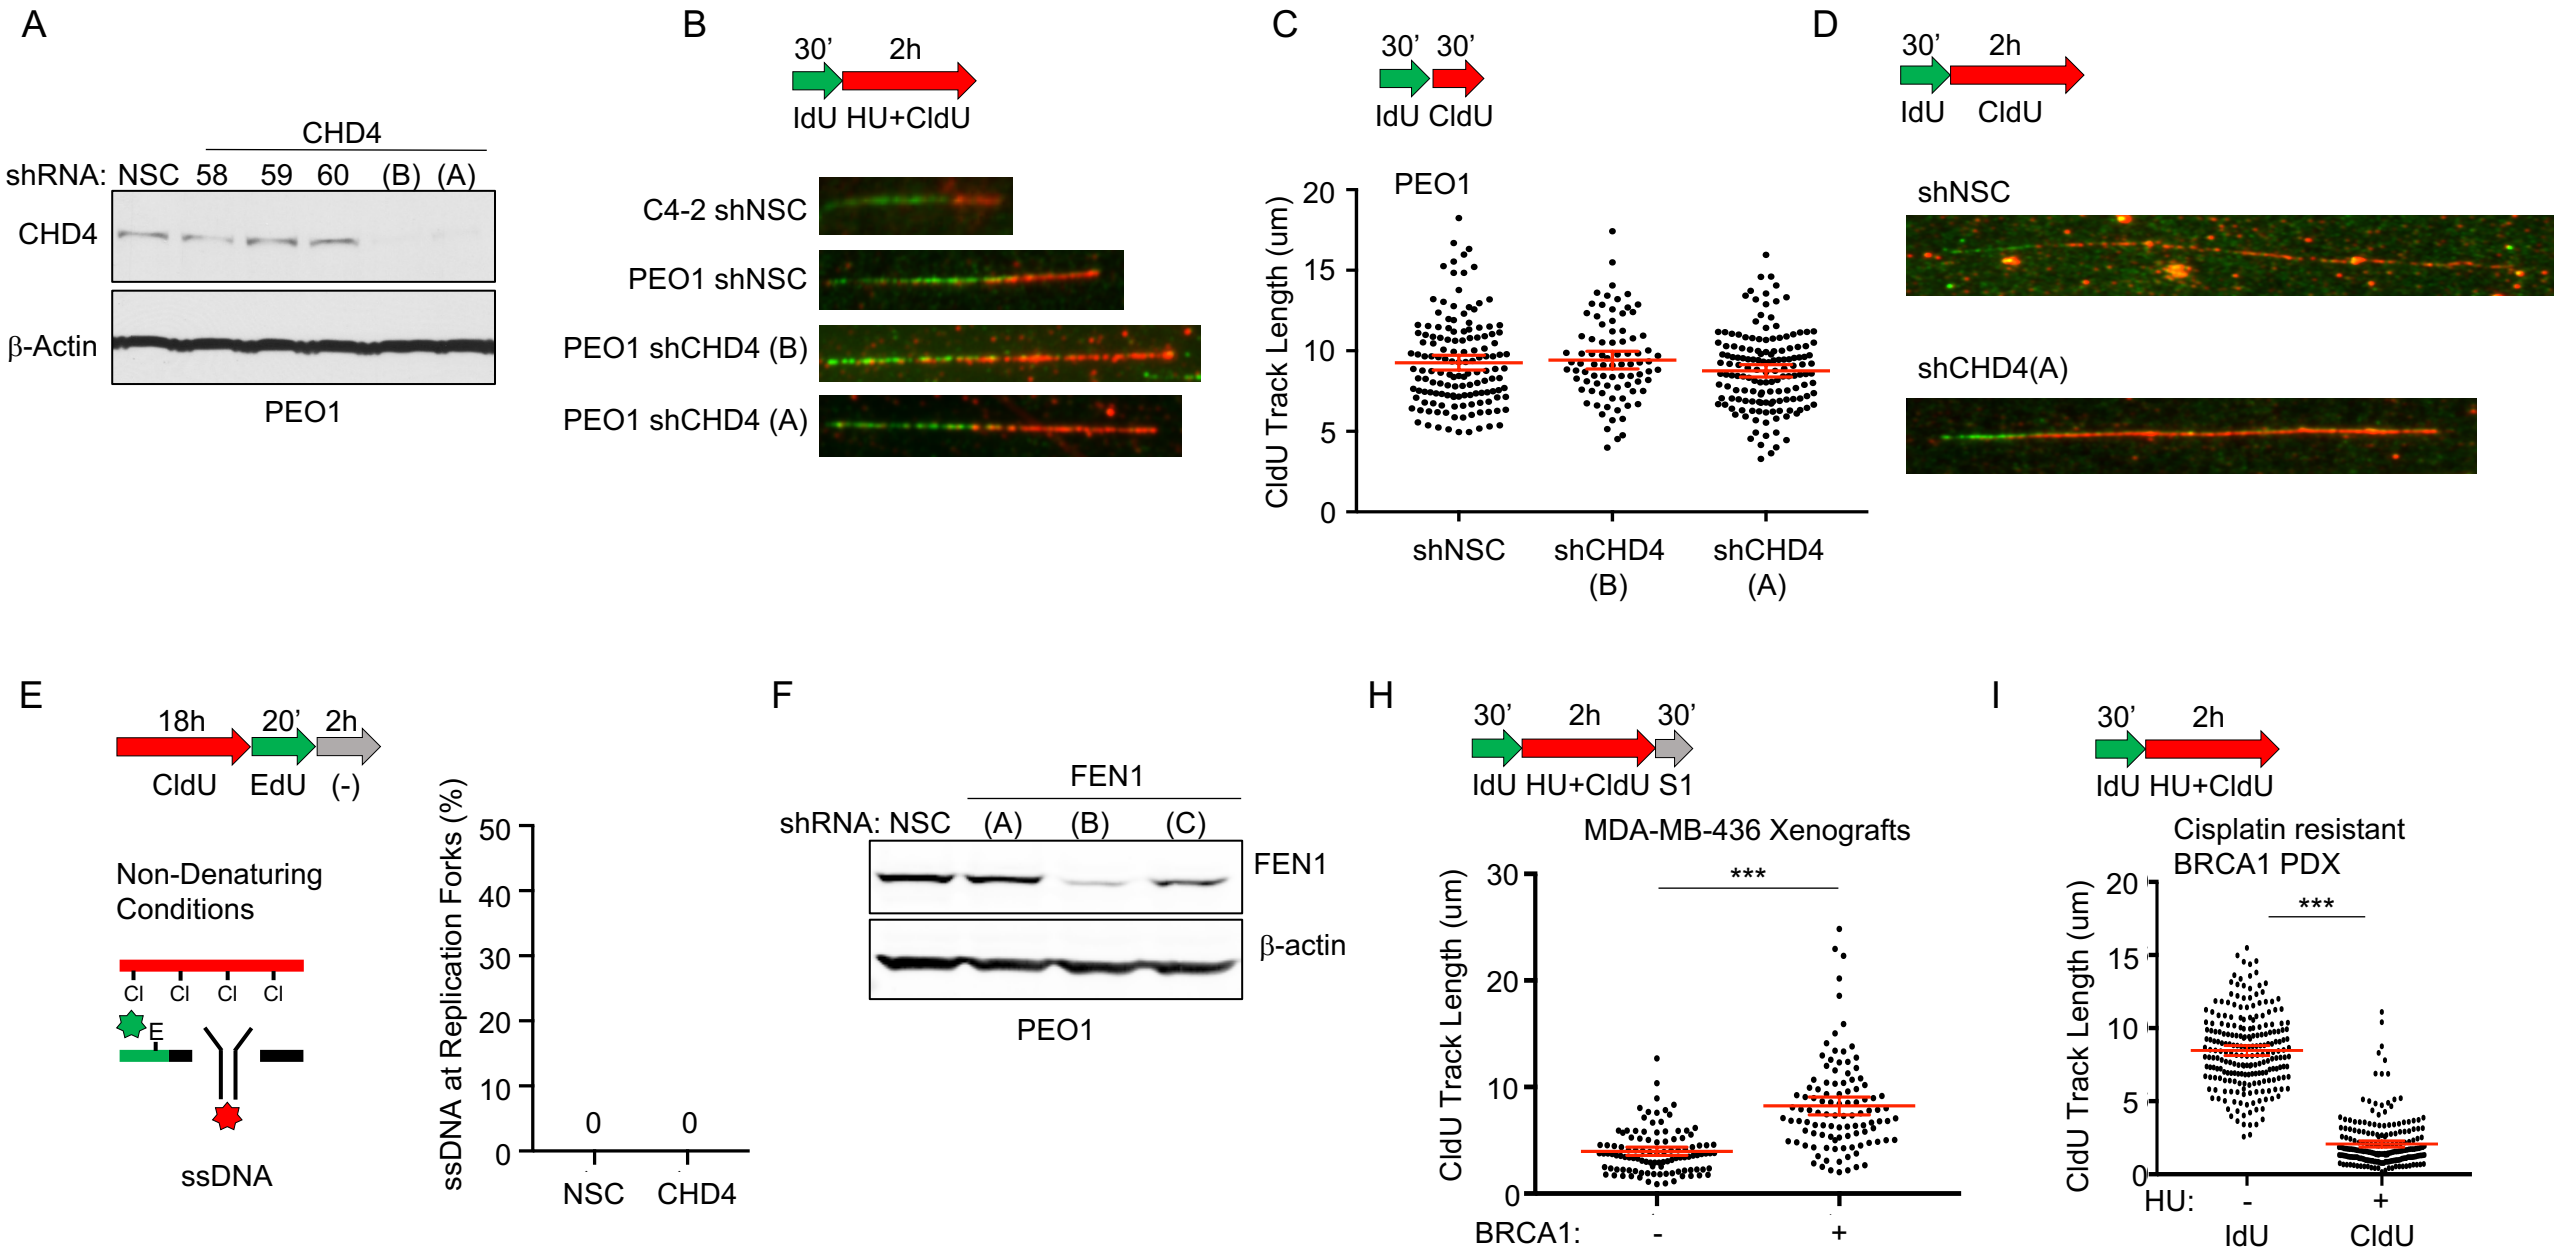 A
CHD4
shRNA: NSC 58 59 60 (B) (A)
CHD4
β-Actin
PEO1
B
30’ 2h
IdU HU+CldU
C4-2 shNSC
PEO1 shNSC
PEO1 shCHD4 (B)
PEO1 shCHD4 (A)
C
30’ 30’
IdU CldU
PEO1
CldU Track Length (um)
20
15
10
5
0
shNSC shCHD4 (B) shCHD4 (A)
D
30’ 2h
IdU CldU
shNSC
shCHD4(A)
E
18h 20’ 2h
CldU EdU (-)
Non-Denaturing
Conditions
Cl Cl Cl Cl
E
ssDNA
ssDNA at Replication Forks (%)
50
40
30
20
10
0
0 0
NSC CHD4
F
FEN1
shRNA: NSC (A) (B) (C)
FEN1
β-actin
PEO1
H
30’ 2h 30’
IdU HU+CldU S1
MDA-MB-436 Xenografts
***
CldU Track Length (um)
30
20
10
0
BRCA1: - +
I
30’ 2h
IdU HU+CldU
Cisplatin resistant
BRCA1 PDX
***
CldU Track Length (um)
20
15
10
5
0
HU: - +
IdU CldU